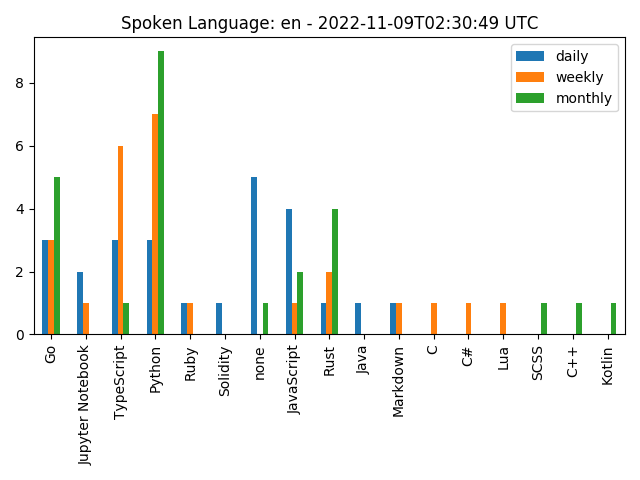 Spoken Language: en - 2022-11-09T02:30:49 UTC
daily
weekly
monthly
8
6
4
2
0
Go
Jupyter Notebook
TypeScript
Python
Ruby
Solidity
none
JavaScript
Rust
Java
Markdown
C
C#
Lua
SCSS
C++
Kotlin